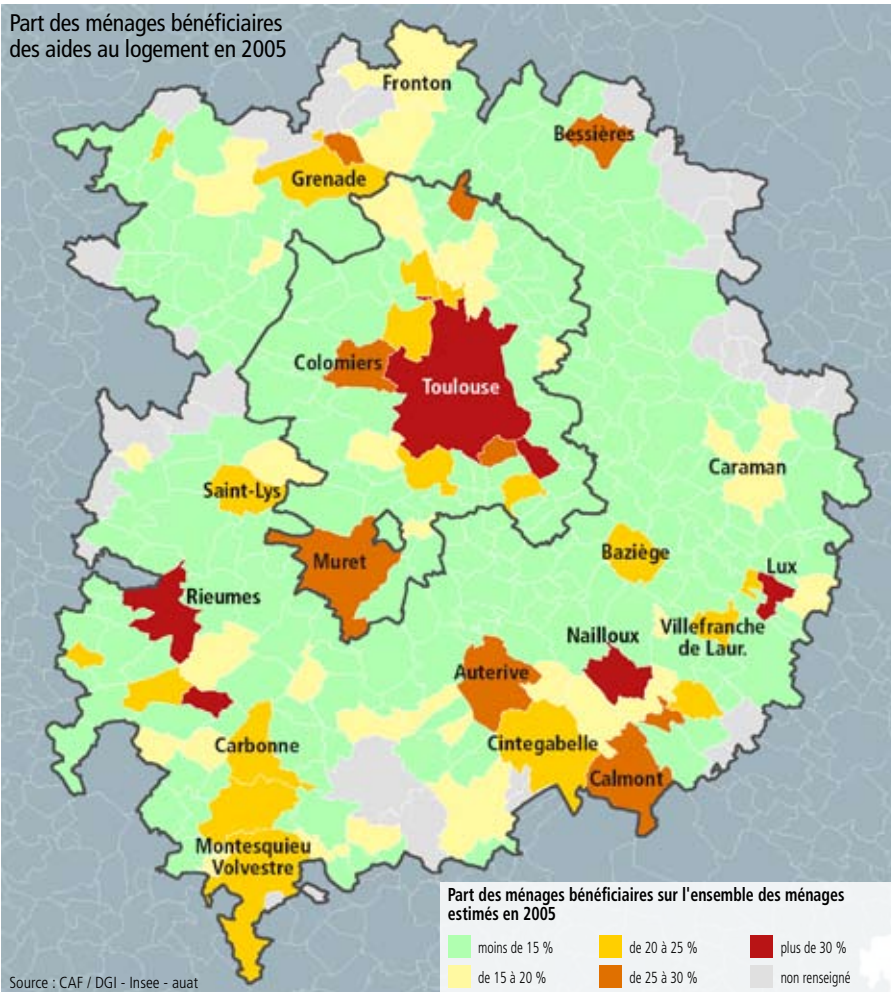 Part des ménages bénéficiaires
des aides au logement en 2005
Fronton
Bessières
Grenade
Colomiers
Toulouse
Caraman
Saint-Lys
Baziège
Muret
Lux
Rieumes
Villefranche
de Laur.
Nailloux
Auterive
Carbonne
Cintegabelle
Calmont
Montesquieu
Volvestre
Part des ménages bénéficiaires sur l'ensemble des ménages
estimés en 2005
moins de 15 %
de 20 à 25 %
plus de 30 %
de 15 à 20 %
de 25 à 30 %
non renseigné
Source : CAF / DGI - Insee - auat